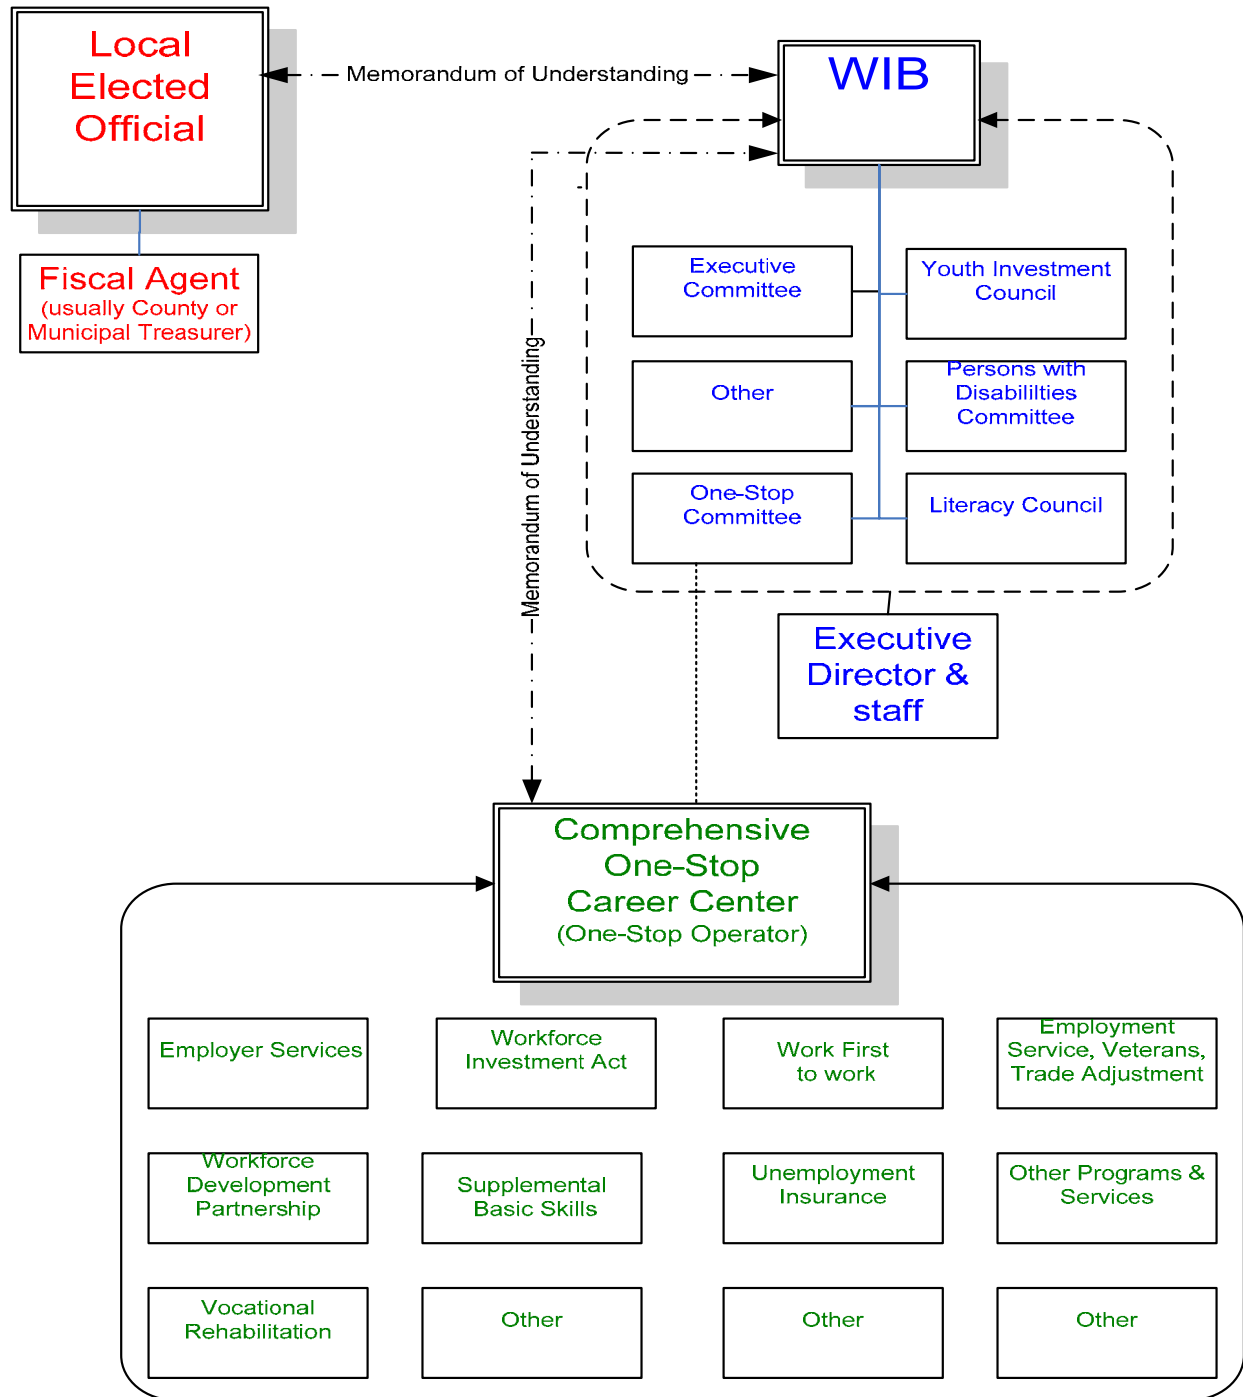 Local
Elected
Official
Memorandum of Understanding
WIB
Fiscal Agent
(usually County or
Municipal Treasurer)
Executive
Committee
Youth Investment
Council
Other
Persons with
Disabililties
Committee
One-Stop
Committee
Literacy Council
Memorandum of Understanding
Executive
Director &
staff
Comprehensive
One-Stop
Career Center
(One-Stop Operator)
Employer Services
Workforce
Investment Act
Work First
to work
Employment
Service, Veterans,
Trade Adjustment
Workforce
Development
Partnership
Supplemental
Basic Skills
Unemployment
Insurance
Other Programs &
Services
Vocational
Rehabilitation
Other
Other
Other